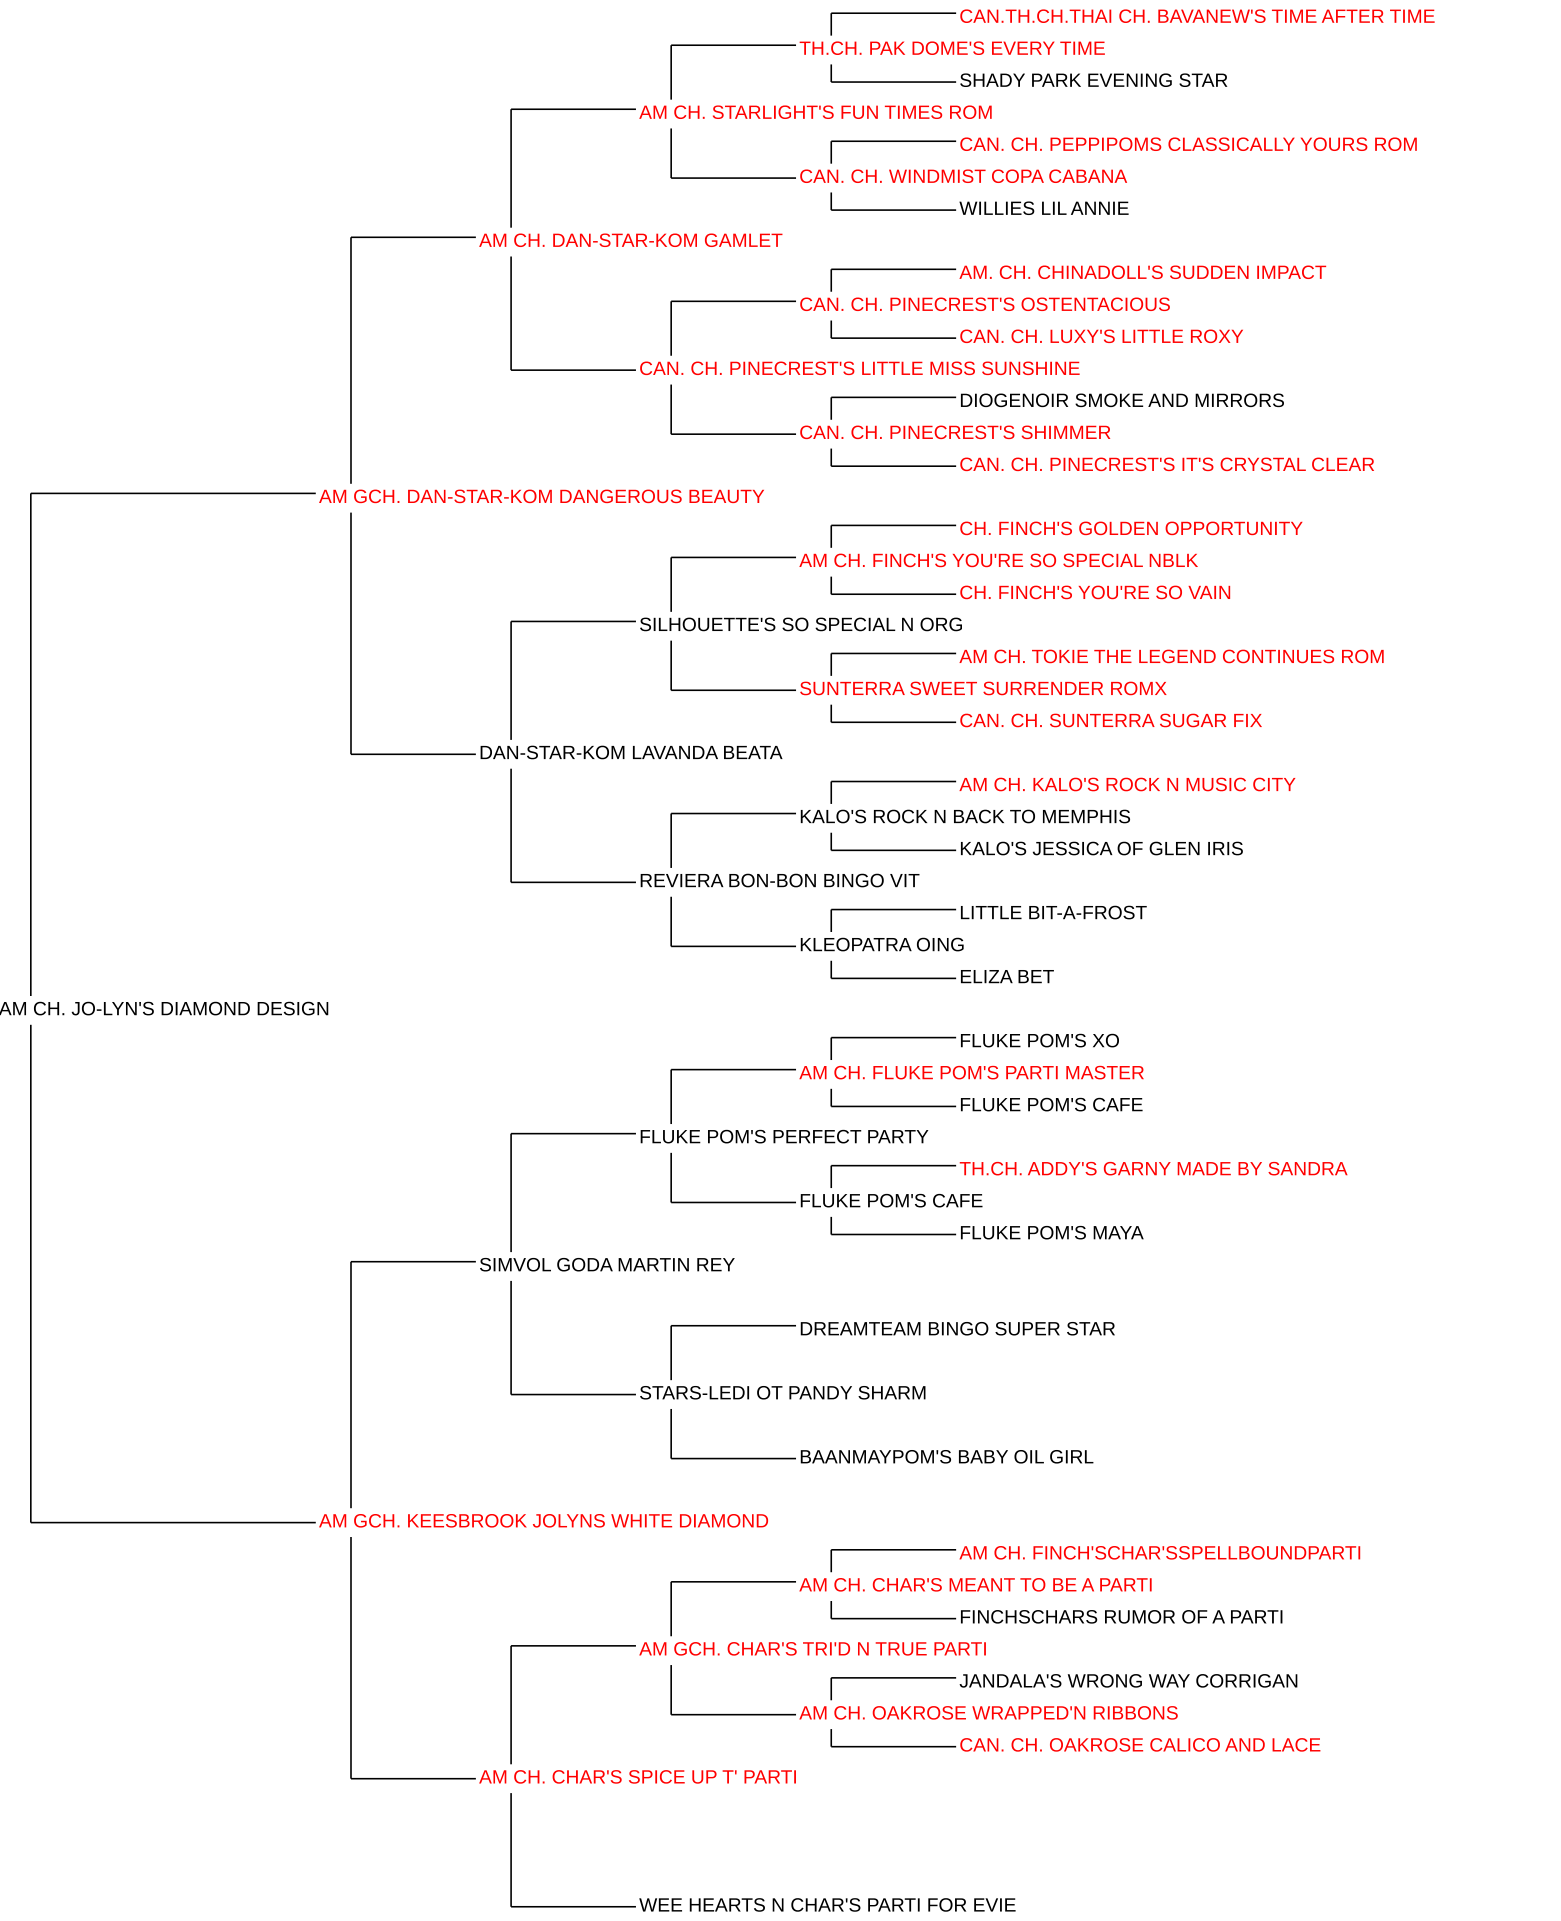 CAN.TH.CH.THAI CH. BAVANEW'S TIME AFTER TIME
TH.CH. PAK DOME'S EVERY TIME
SHADY PARK EVENING STAR
AM CH. STARLIGHT'S FUN TIMES ROM
CAN. CH. PEPPIPOMS CLASSICALLY YOURS ROM
CAN. CH. WINDMIST COPA CABANA
WILLIES LIL ANNIE
AM CH. DAN-STAR-KOM GAMLET
AM. CH. CHINADOLL'S SUDDEN IMPACT
CAN. CH. PINECREST'S OSTENTACIOUS
CAN. CH. LUXY'S LITTLE ROXY
CAN. CH. PINECREST'S LITTLE MISS SUNSHINE
DIOGENOIR SMOKE AND MIRRORS
CAN. CH. PINECREST'S SHIMMER
CAN. CH. PINECREST'S IT'S CRYSTAL CLEAR
AM GCH. DAN-STAR-KOM DANGEROUS BEAUTY
CH. FINCH'S GOLDEN OPPORTUNITY
AM CH. FINCH'S YOU'RE SO SPECIAL NBLK
CH. FINCH'S YOU'RE SO VAIN
SILHOUETTE'S SO SPECIAL N ORG
AM CH. TOKIE THE LEGEND CONTINUES ROM
SUNTERRA SWEET SURRENDER ROMX
CAN. CH. SUNTERRA SUGAR FIX
DAN-STAR-KOM LAVANDA BEATA
AM CH. KALO'S ROCK N MUSIC CITY
KALO'S ROCK N BACK TO MEMPHIS
KALO'S JESSICA OF GLEN IRIS
REVIERA BON-BON BINGO VIT
LITTLE BIT-A-FROST
KLEOPATRA OING
ELIZA BET
AM CH. JO-LYN'S DIAMOND DESIGN
FLUKE POM'S XO
AM CH. FLUKE POM'S PARTI MASTER
FLUKE POM'S CAFE
FLUKE POM'S PERFECT PARTY
TH.CH. ADDY'S GARNY MADE BY SANDRA
FLUKE POM'S CAFE
FLUKE POM'S MAYA
SIMVOL GODA MARTIN REY
DREAMTEAM BINGO SUPER STAR
STARS-LEDI OT PANDY SHARM
BAANMAYPOM'S BABY OIL GIRL
AM GCH. KEESBROOK JOLYNS WHITE DIAMOND
AM CH. FINCH'SCHAR'SSPELLBOUNDPARTI
AM CH. CHAR'S MEANT TO BE A PARTI
FINCHSCHARS RUMOR OF A PARTI
AM GCH. CHAR'S TRI'D N TRUE PARTI
JANDALA'S WRONG WAY CORRIGAN
AM CH. OAKROSE WRAPPED'N RIBBONS
CAN. CH. OAKROSE CALICO AND LACE
AM CH. CHAR'S SPICE UP T' PARTI
WEE HEARTS N CHAR'S PARTI FOR EVIE